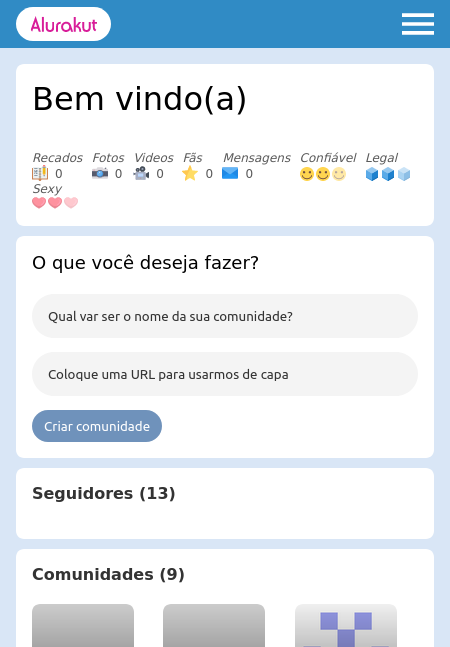 Alurakut
Bem vindo(a)
Recados Fotos Videos Fãs Mensagens Confiável Legal
0 0 0 0 0
Sexy
O que você deseja fazer?
Qual var ser o nome da sua comunidade?
Coloque uma URL para usarmos de capa
Criar comunidade
Seguidores (13)
Comunidades (9)